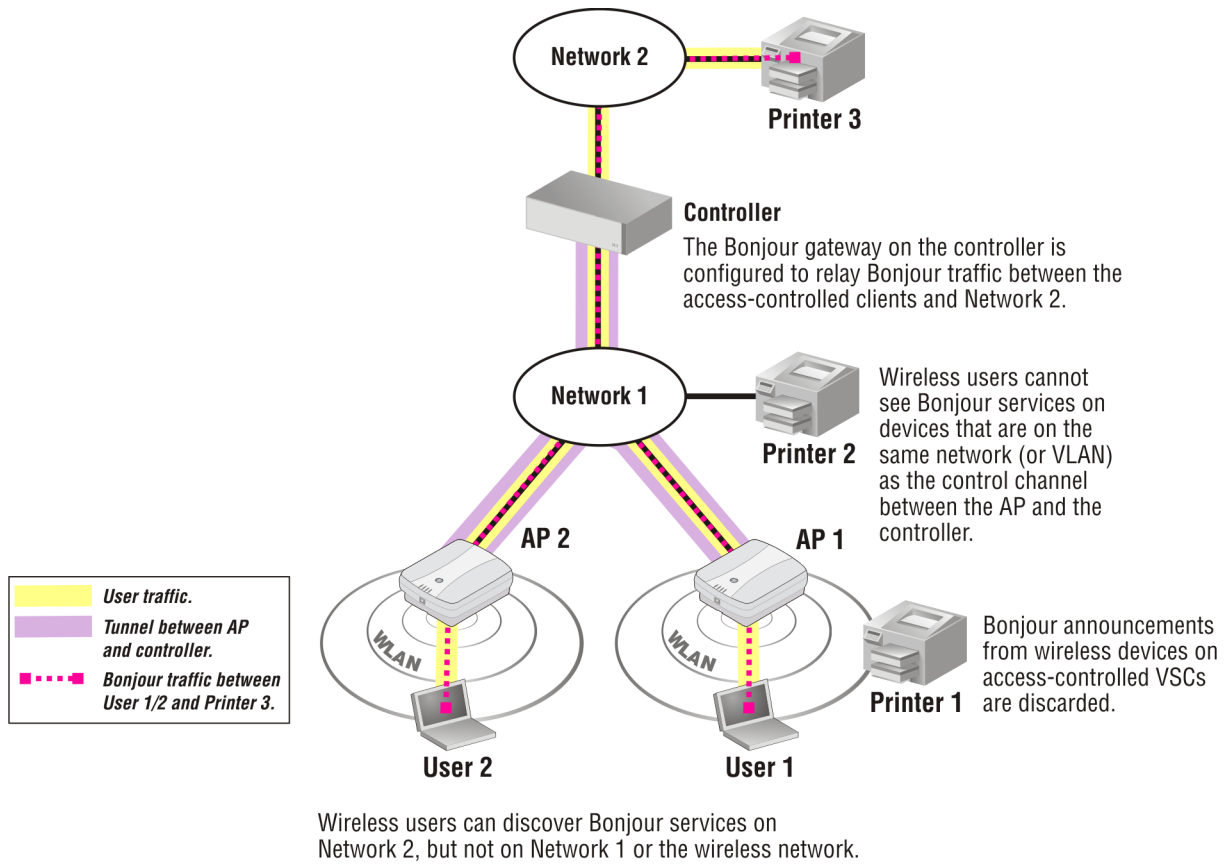 Network 2
Printer 3
Controller
The Bonjour gateway on the controller is
configured to relay Bonjour traffic between the
access-controlled clients and Network 2.
Network 1
Printer 2
Wireless users cannot
see Bonjour services on
devices that are on the
same network (or VLAN)
as the control channel
between the AP and the
controller.
AP 2
AP 1
User traffic.
Tunnel between AP
and controller.
Bonjour traffic between
User 1/2 and Printer 3.
WLAN
WLAN
Printer 1
Bonjour announcements
from wireless devices on
access-controlled VSCs
are discarded.
User 2
User 1
Wireless users can discover Bonjour services on
Network 2, but not on Network 1 or the wireless network.